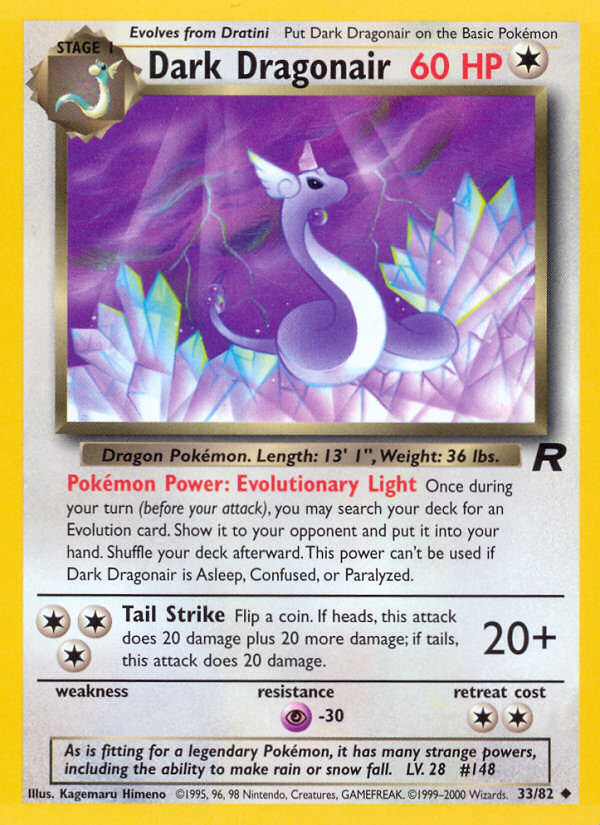 Evolves from Dratini Put Dark Dragonair on the Basic Pokémon
STAGE 1
Dark Dragonair 60 HP
Dragon Pokémon. Length: 13' 1", Weight: 36 lbs.
R
Pokémon Power: Evolutionary Light Once during
your turn (before your attack), you may search your deck for an
Evolution card. Show it to your opponent and put it into your
hand. Shuffle your deck afterward. This power can't be used if
Dark Dragonair is Asleep, Confused, or Paralyzed.
Tail Strike Flip a coin. If heads, this attack
does 20 damage plus 20 more damage; if tails,
this attack does 20 damage.
20+
weakness resistance retreat cost
-30
As is fitting for a legendary Pokémon, it has many strange powers,
including the ability to make rain or snow fall. LV. 28 #148
Illus. Kagemaru Himeno ©1995, 96, 98 Nintendo, Creatures, GAMEFREAK. ©1999–2000 Wizards. 33/82